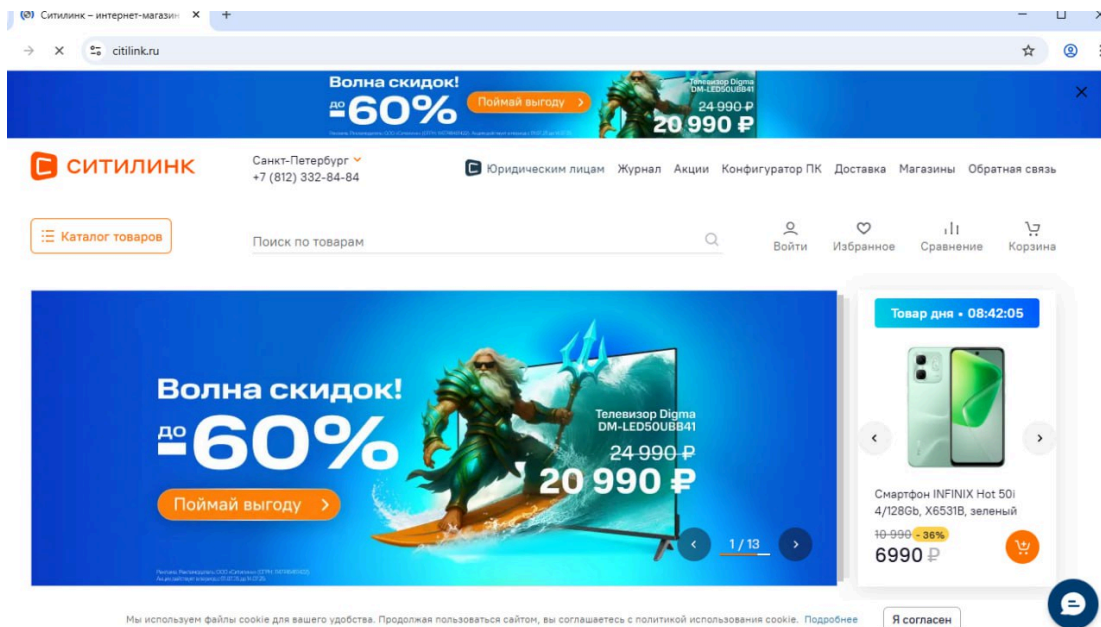 Ситилинк – интернет-магазин
citilink.ru
Волна скидок!
до
-60%
Поймай выгоду
Телевизор Digma
DM-LED50UBB41
24 990 ₽
20 990 ₽
СИТИЛИНК
Санкт-Петербург
+7 (812) 332-84-84
Юридическим лицам Журнал Акции Конфигуратор ПК Доставка Магазины Обратная связь
Каталог товаров
Поиск по товарам
Войти Избранное Сравнение Корзина
Волна скидок!
до
-60%
Поймай выгоду
Телевизор Digma
DM-LED50UBB41
24 990 ₽
20 990 ₽
1 / 13
Товар дня • 08:42:05
Смартфон INFINIX Hot 50i
4/128Gb, X6531B, зеленый
10 990 - 36%
6990 ₽
Мы используем файлы cookie для вашего удобства. Продолжая пользоваться сайтом, вы соглашаетесь с политикой использования cookie. Подробнее
Я согласен